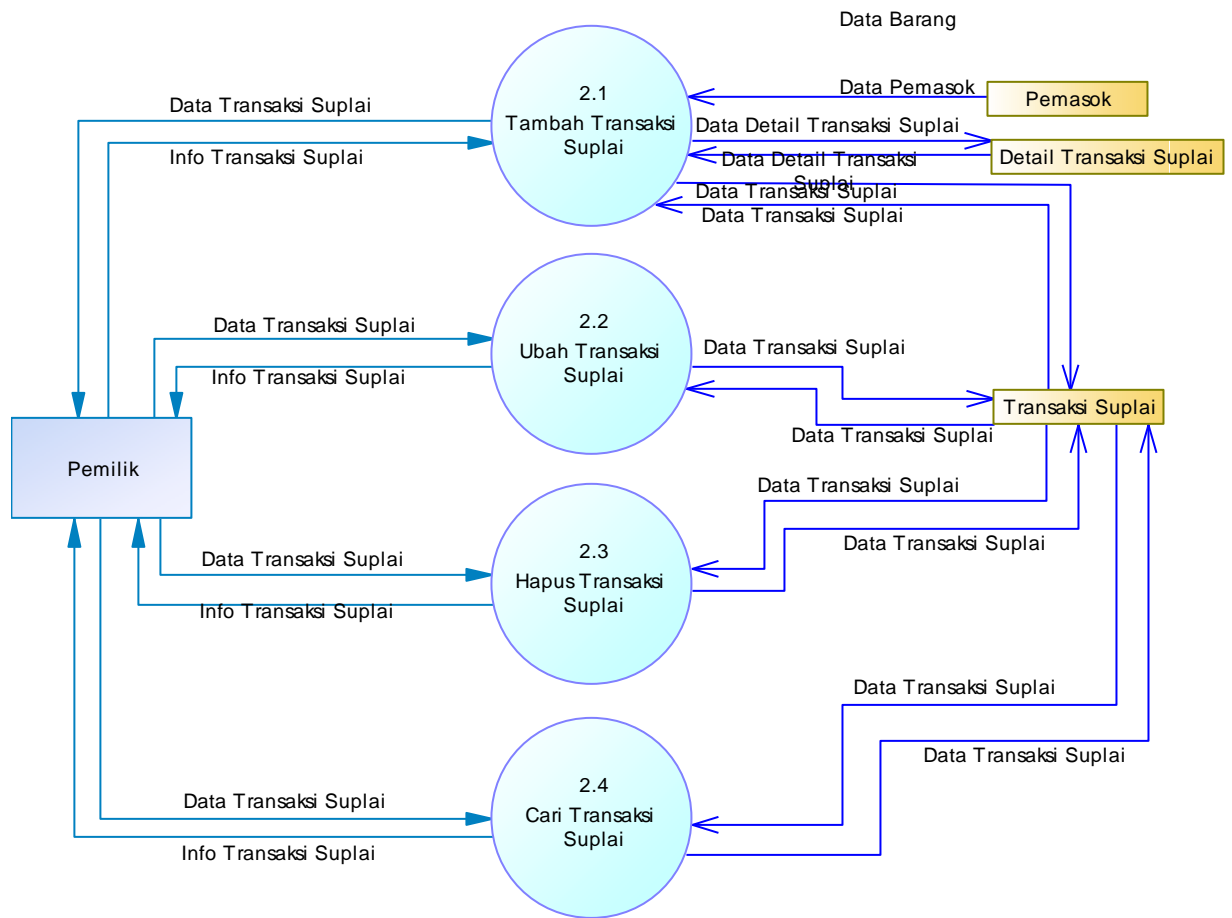 Data Barang
2.1
Tambah Transaksi
Suplai
Data Pemasok
Pemasok
Data Transaksi Suplai
Info Transaksi Suplai
Data Detail Transaksi Suplai
Detail Transaksi Suplai
Data Detail Transaksi
Suplai
Data Transaksi Suplai
Data Transaksi Suplai
2.2
Ubah Transaksi
Suplai
Data Transaksi Suplai
Info Transaksi Suplai
Data Transaksi Suplai
Transaksi Suplai
Data Transaksi Suplai
Pemilik
2.3
Hapus Transaksi
Suplai
Data Transaksi Suplai
Info Transaksi Suplai
Data Transaksi Suplai
Data Transaksi Suplai
2.4
Cari Transaksi
Suplai
Data Transaksi Suplai
Info Transaksi Suplai
Data Transaksi Suplai
Data Transaksi Suplai